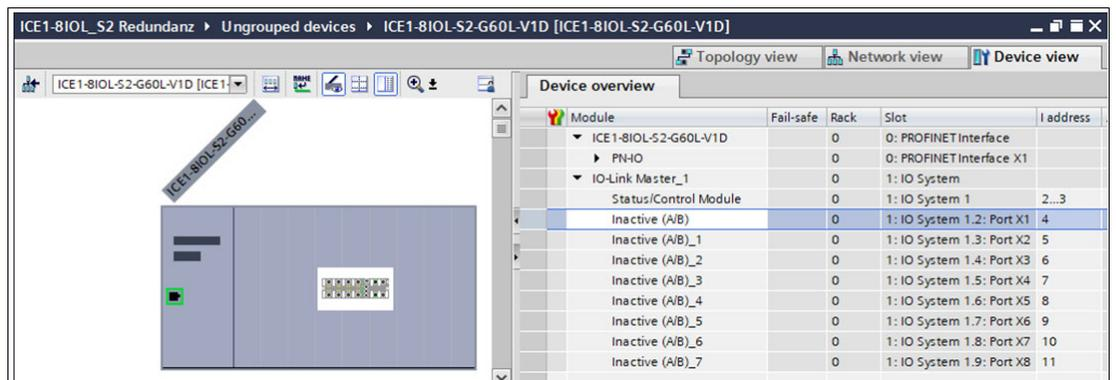 ICE1-8IOL_S2 Redundanz ▸ Ungrouped devices ▸ ICE1-8IOL-S2-G60L-V1D [ICE1-8IOL-S2-G60L-V1D]
Topology view Network view Device view
ICE1-8IOL-S2-G60L-V1D [ICE1- Device overview
Module Fail-safe Rack Slot I address
ICE1-8IOL-S2-G60... ICE1-8IOL-S2-G60L-V1D 0 0: PROFINET Interface
PN-IO 0 0: PROFINET Interface X1
IO-Link Master_1 0 1: IO System
Status/Control Module 0 1: IO System 1 2...3
Inactive (A/B) 0 1: IO System 1.2: Port X1 4
Inactive (A/B)_1 0 1: IO System 1.3: Port X2 5
Inactive (A/B)_2 0 1: IO System 1.4: Port X3 6
Inactive (A/B)_3 0 1: IO System 1.5: Port X4 7
Inactive (A/B)_4 0 1: IO System 1.6: Port X5 8
Inactive (A/B)_5 0 1: IO System 1.7: Port X6 9
Inactive (A/B)_6 0 1: IO System 1.8: Port X7 10
Inactive (A/B)_7 0 1: IO System 1.9: Port X8 11